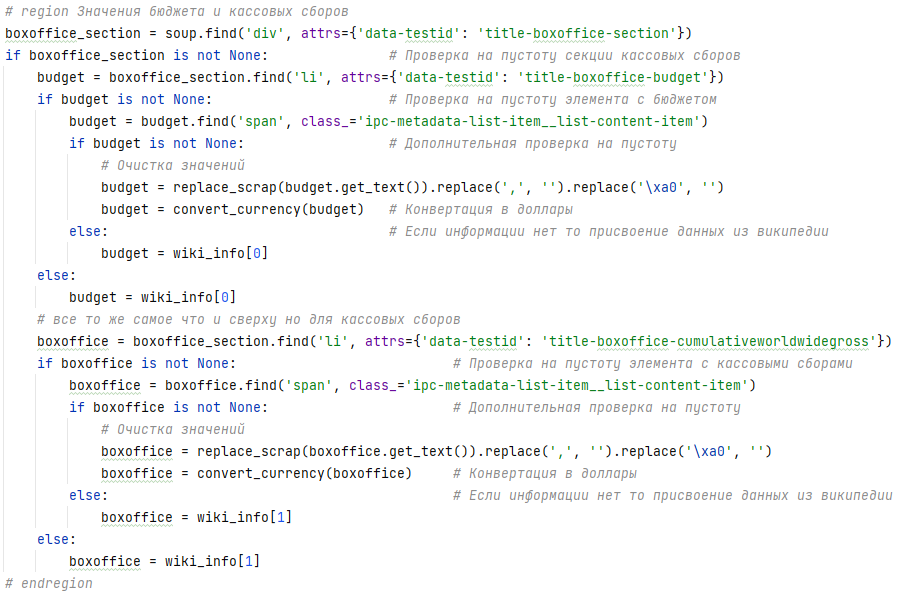 # region Значения бюджета и кассовых сборов
boxoffice_section = soup.find('div', attrs={'data-testid': 'title-boxoffice-section'})
if boxoffice_section is not None:               # Проверка на пустоту секции кассовых сборов
    budget = boxoffice_section.find('li', attrs={'data-testid': 'title-boxoffice-budget'})
    if budget is not None:                      # Проверка на пустоту элемента с бюджетом
        budget = budget.find('span', class_='ipc-metadata-list-item__list-content-item')
        if budget is not None:                  # Дополнительная проверка на пустоту
            # Очистка значений
            budget = replace_scrap(budget.get_text()).replace(',', '').replace('\xa0', '')
            budget = convert_currency(budget)   # Конвертация в доллары
        else:                                   # Если информации нет то присвоение данных из википедии
            budget = wiki_info[0]
    else:
        budget = wiki_info[0]
    # все то же самое что и сверху но для кассовых сборов
    boxoffice = boxoffice_section.find('li', attrs={'data-testid': 'title-boxoffice-cumulativeworldwidegross'})
    if boxoffice is not None:                           # Проверка на пустоту элемента с кассовыми сборами
        boxoffice = boxoffice.find('span', class_='ipc-metadata-list-item__list-content-item')
        if boxoffice is not None:                       # Дополнительная проверка на пустоту
            # Очистка значений
            boxoffice = replace_scrap(boxoffice.get_text()).replace(',', '').replace('\xa0', '')
            boxoffice = convert_currency(boxoffice)     # Конвертация в доллары
        else:                                           # Если информации нет то присвоение данных из википедии
            boxoffice = wiki_info[1]
    else:
        boxoffice = wiki_info[1]
# endregion